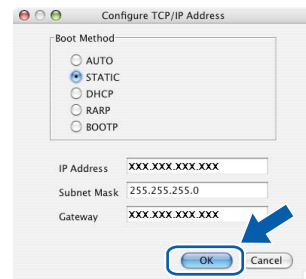 Configure TCP/IP Address
Boot Method
AUTO
STATIC
DHCP
RARP
BOOTP
IP Address XXX.XXX.XXX.XXX
Subnet Mask 255.255.255.0
Gateway XXX.XXX.XXX.XXX
OK Cancel